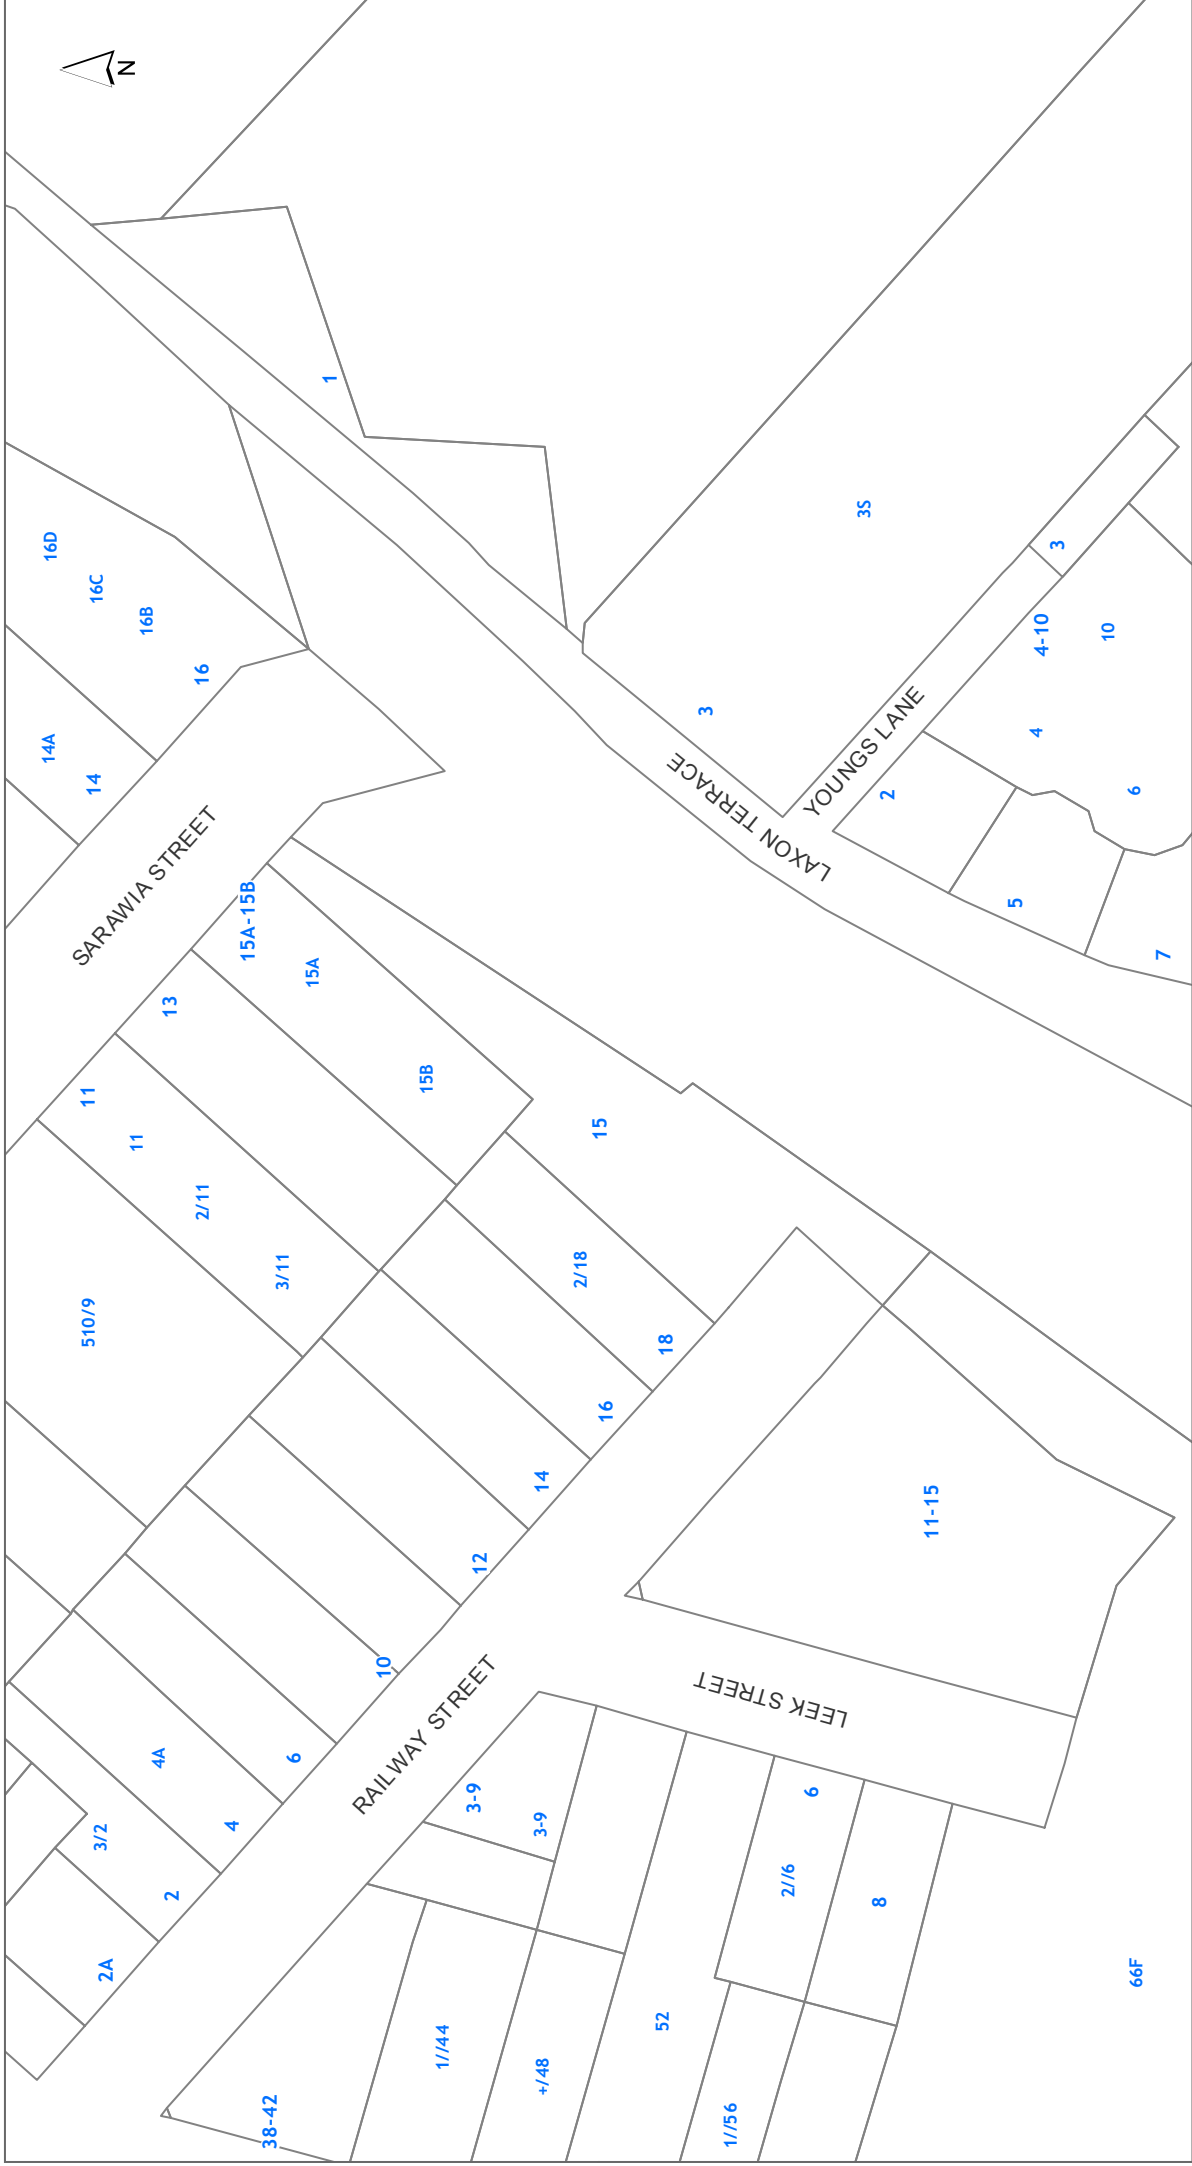 N
1
16D
16C
16B
16
14A
14
3S
3
4-10
10
4
6
3
YOUNGS LANE
2
LAXON TERRACE
5
7
SARAWIA STREET
15A-15B
15A
15B
13
11
11
2/11
3/11
510/9
15
2/18
18
16
14
12
10
6
4A
4
3/2
2
2A
RAILWAY STREET
11-15
LEEK STREET
3-9
3-9
6
2//6
8
66F
52
1//44
+/48
1//56
38-42